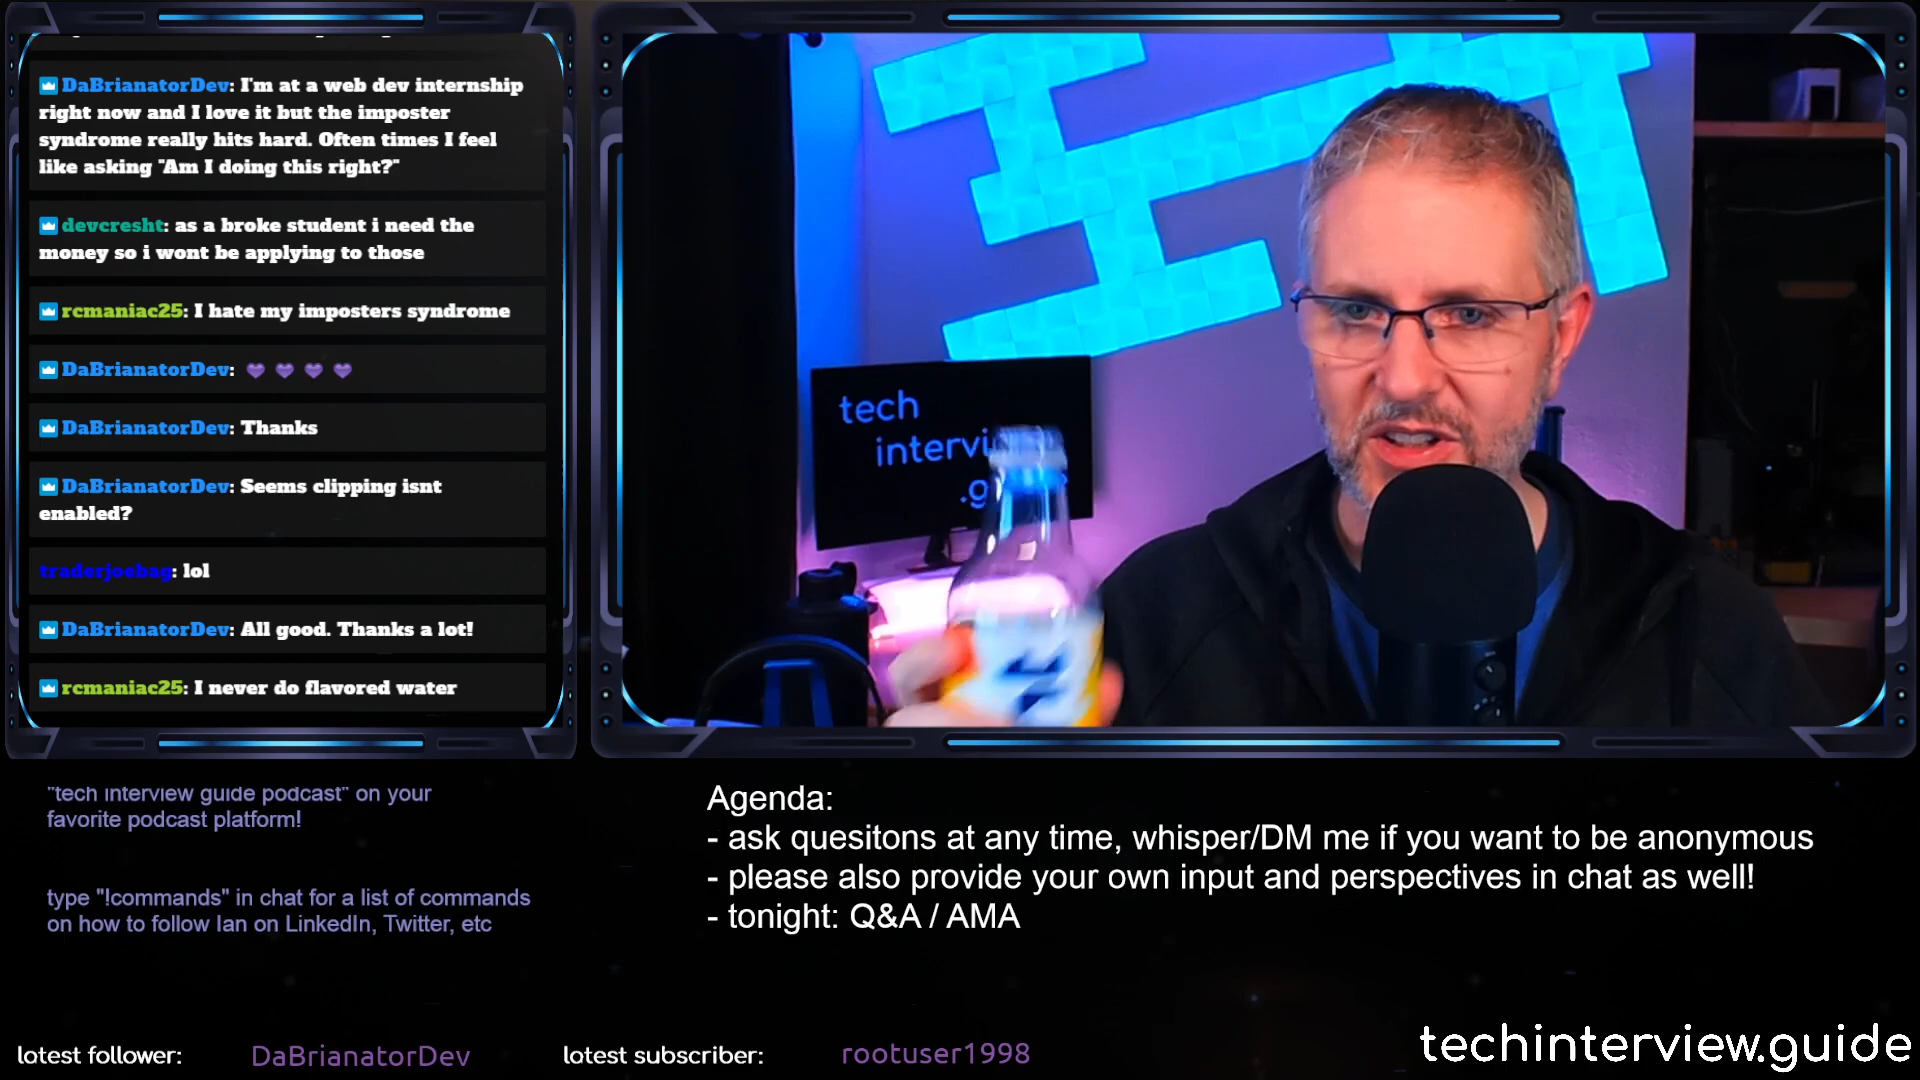 DaBrianatorDev: I'm at a web dev internship
right now and I love it but the imposter
syndrome really hits hard. Often times I feel
like asking "Am I doing this right?"
devcresht: as a broke student i need the
money so i wont be applying to those
rcmaniac25: I hate my imposters syndrome
DaBrianatorDev: 💜 💜 💜 💜
DaBrianatorDev: Thanks
DaBrianatorDev: Seems clipping isnt
enabled?
traderjoebag: lol
DaBrianatorDev: All good. Thanks a lot!
rcmaniac25: I never do flavored water
tech
intervi
.g
"tech interview guide podcast" on your
favorite podcast platform!
type "!commands" in chat for a list of commands
on how to follow Ian on LinkedIn, Twitter, etc
Agenda:
- ask quesitons at any time, whisper/DM me if you want to be anonymous
- please also provide your own input and perspectives in chat as well!
- tonight: Q&A / AMA
latest follower: DaBrianatorDev
latest subscriber: rootuser1998
techinterview.guide